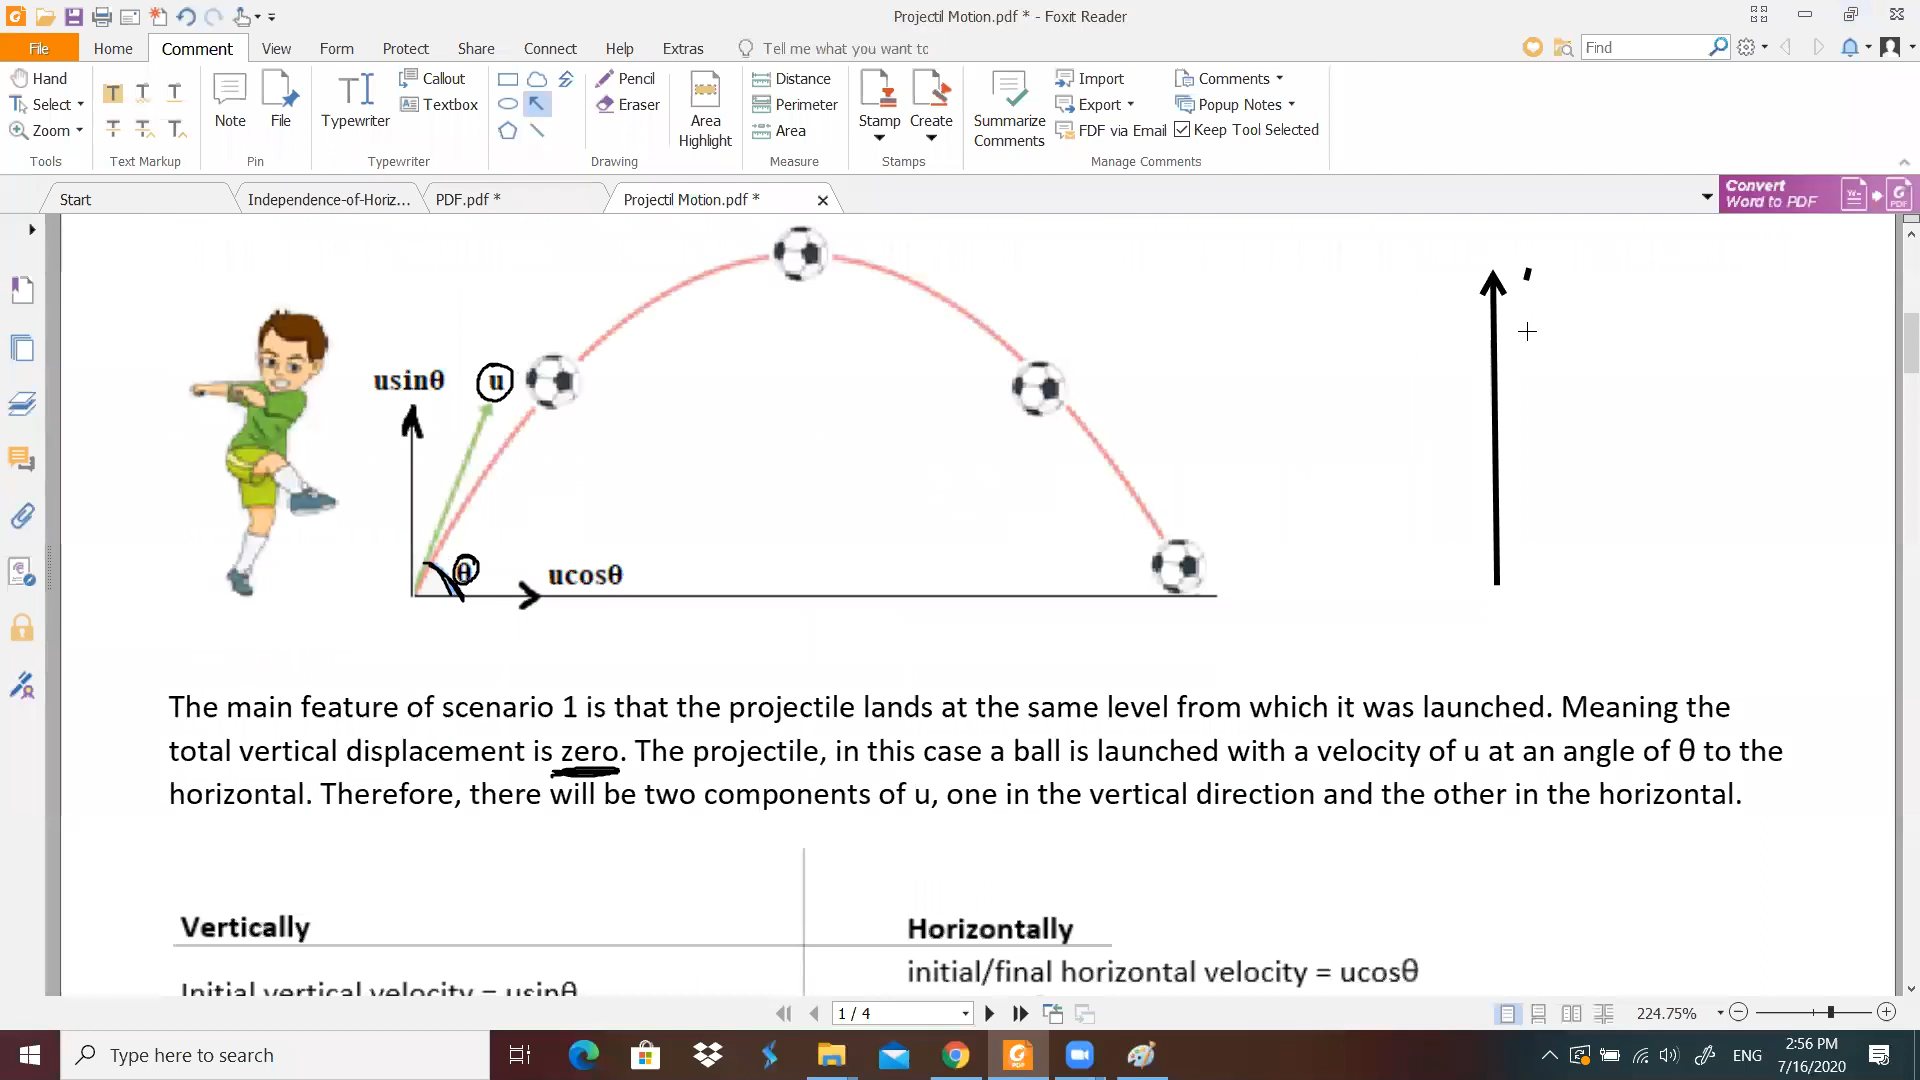 Projectil Motion.pdf * - Foxit Reader
File Home Comment View Form Protect Share Connect Help Extras Tell me what you want to Find
Hand
Select
Zoom
Tools
Text Markup
Note
File
Pin
Typewriter
Callout
Textbox
Typewriter
Pencil
Eraser
Drawing
Area
Highlight
Distance
Perimeter
Area
Measure
Stamp
Create
Stamps
Summarize
Comments
Import
Export
FDF via Email
Comments
Popup Notes
Keep Tool Selected
Manage Comments
Start
Independence-of-Horiz...
PDF.pdf *
Projectil Motion.pdf *
Convert
Word to PDF
usinθ
u
θ
ucosθ
The main feature of scenario 1 is that the projectile lands at the same level from which it was launched. Meaning the
total vertical displacement is zero. The projectile, in this case a ball is launched with a velocity of u at an angle of θ to the
horizontal. Therefore, there will be two components of u, one in the vertical direction and the other in the horizontal.
Vertically
Initial vertical velocity = usinθ
Horizontally
initial/final horizontal velocity = ucosθ
1 / 4
224.75%
Type here to search
ENG
2:56 PM
7/16/2020